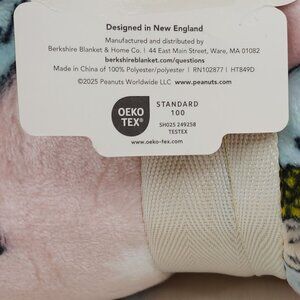 Designed in New England
Manufactured and distributed by
Berkshire Blanket & Home Co. I 44 East Main Street, Ware, MA 01082
berkshireblanket.com/questions
Made in China of 100% Polyester/polyester I RN102877 I HT849D
©2025 Peanuts Worldwide LLC www.peanuts.com
OEKO
TEX®
STANDARD
100
SH025 249258
TESTEX
www.oeko-tex.com